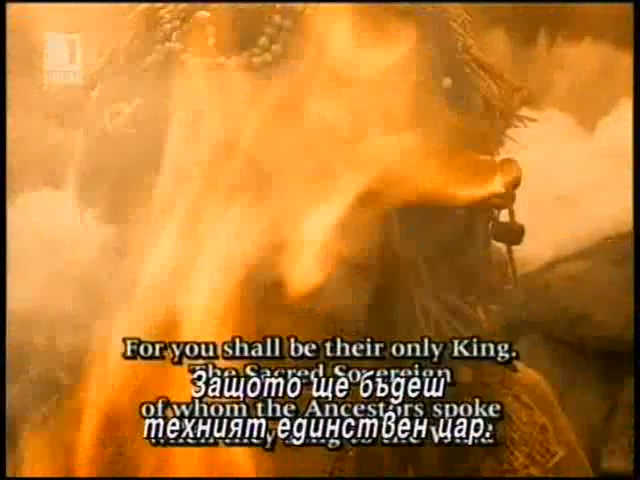 1
For you shall be their only King.
The Sacred Sovereign
Защото ще бъдеш
of whom the Ancestors spoke
техният единствен цар.